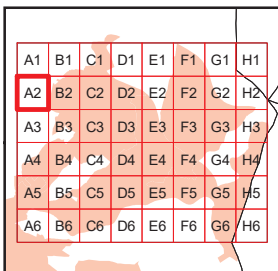 A1 B1 C1 D1 E1 F1 G1 H1
A2 B2 C2 D2 E2 F2 G2 H2
A3 B3 C3 D3 E3 F3 G3 H3
A4 B4 C4 D4 E4 F4 G4 H4
A5 B5 C5 D5 E5 F5 G5 H5
A6 B6 C6 D6 E6 F6 G6 H6